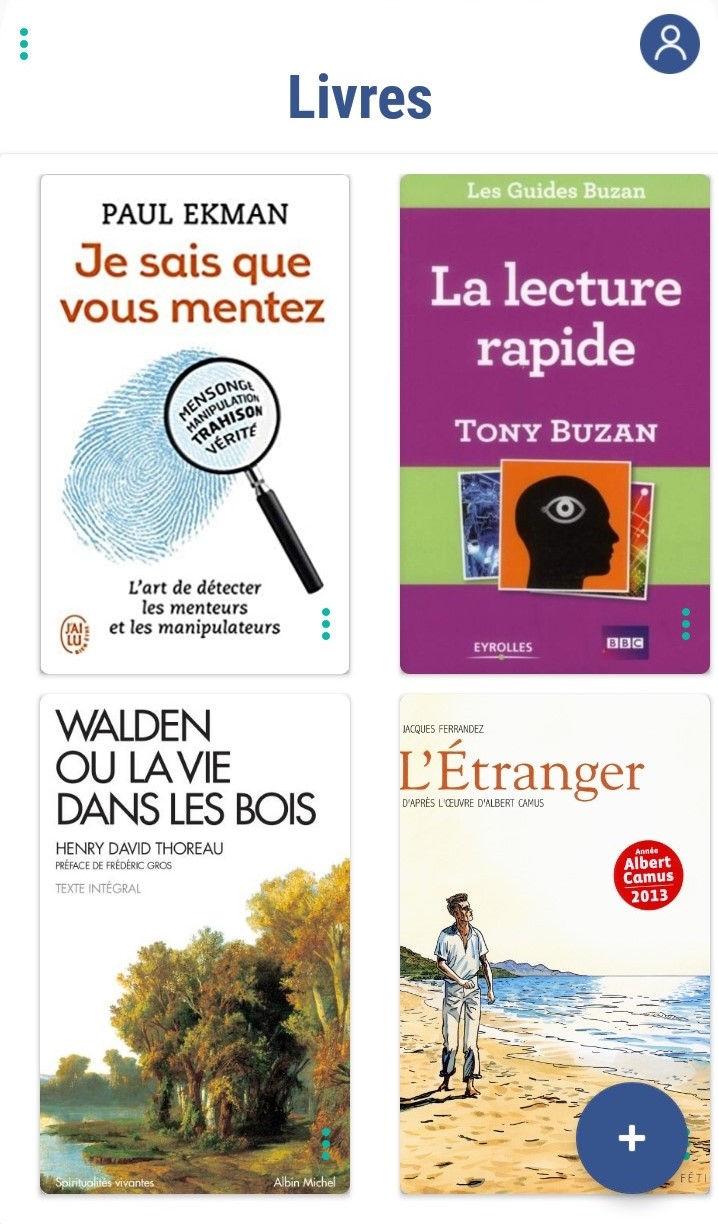 Livres
PAUL EKMAN
Je sais que
vous mentez
MENSONGE
MANIPULATION
TRAHISON
VÉRITÉ
L'art de détecter
les menteurs
et les manipulateurs
J'AI
LU
BIEN-ÊTRE
Les Guides Buzan
La lecture
rapide
TONY BUZAN
EYROLLES
BBC
WALDEN
OU LA VIE
DANS LES BOIS
HENRY DAVID THOREAU
PRÉFACE DE FRÉDÉRIC GROS
TEXTE INTÉGRAL
Spiritualités vivantes
Albin Michel
JACQUES FERRANDEZ
L'Étranger
D'APRÈS L'ŒUVRE D'ALBERT CAMUS
Année
Albert
Camus
2013
FÉTI